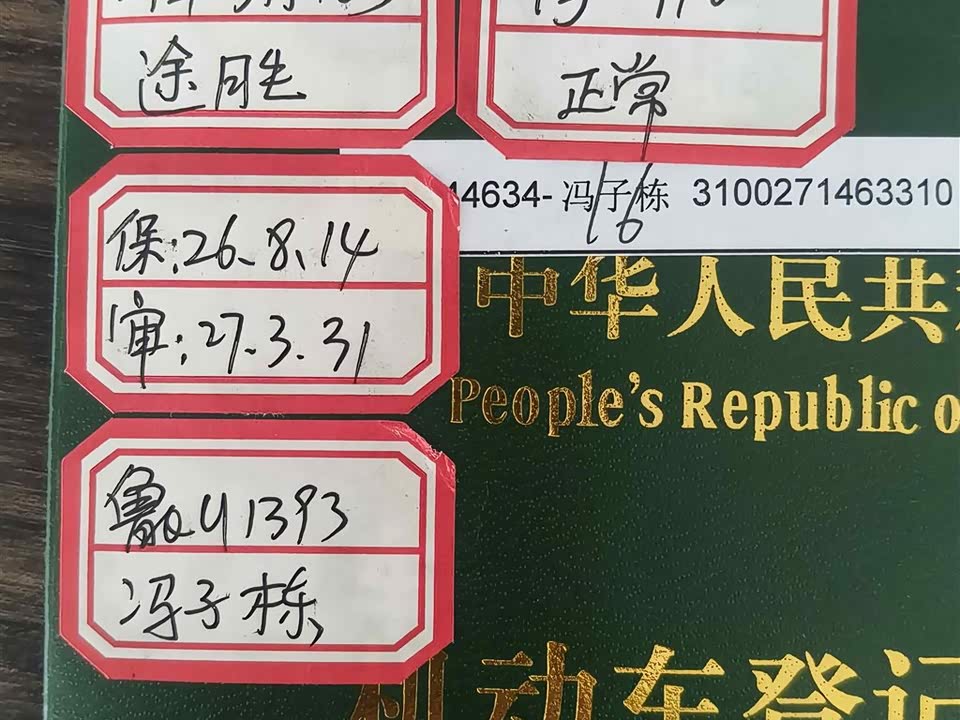 途胜
正常
14634- 冯子栋 3100271463310
16
保:26.8.14
审:27.3.31
中华人民共
People's Republic o
冯子栋
机动车登记